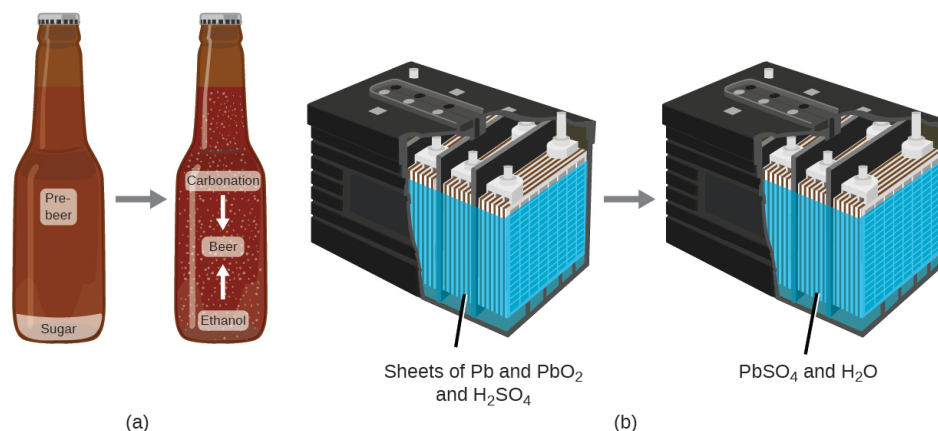 Pre-
beer
Sugar
Carbonation
Beer
Ethanol
(a)
Sheets of Pb and PbO₂
and H₂SO₄
PbSO₄ and H₂O
(b)